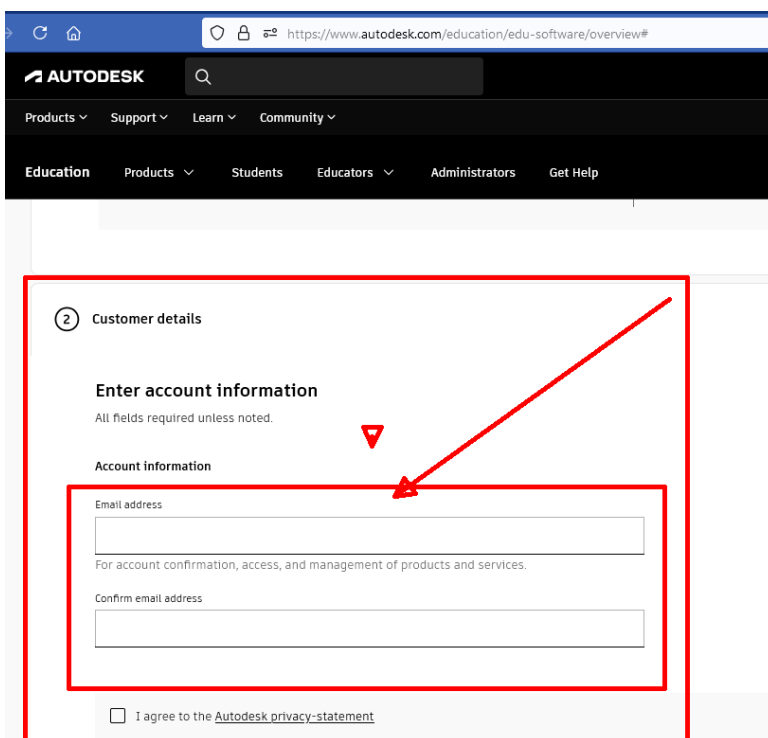 https://www.autodesk.com/education/edu-software/overview#
AUTODESK
Products Support Learn Community
Education Products Students Educators Administrators Get Help
2 Customer details
Enter account information
All fields required unless noted.
Account information
Email address
For account confirmation, access, and management of products and services.
Confirm email address
I agree to the Autodesk privacy-statement